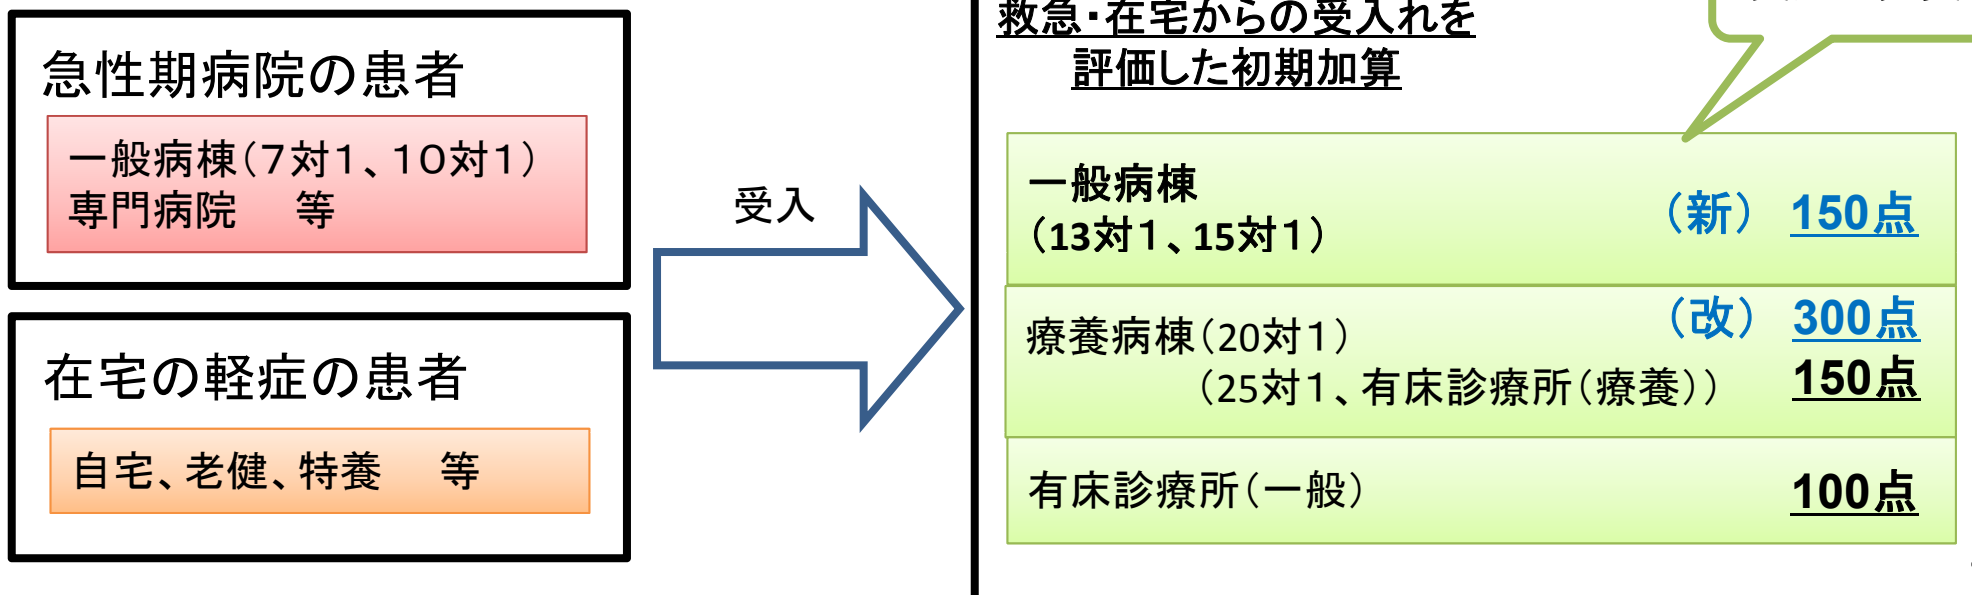 急性期病院の患者
一般病棟（７対１、１０対１）
専門病院　等
在宅の軽症の患者
自宅、老健、特養　等
受入
救急・在宅からの受入れを
評価した初期加算
一般病棟
（13対１、15対１）
（新） 150点
療養病棟（20対１）
（改） 300点
（25対１、有床診療所（療養）） 150点
有床診療所（一般） 100点